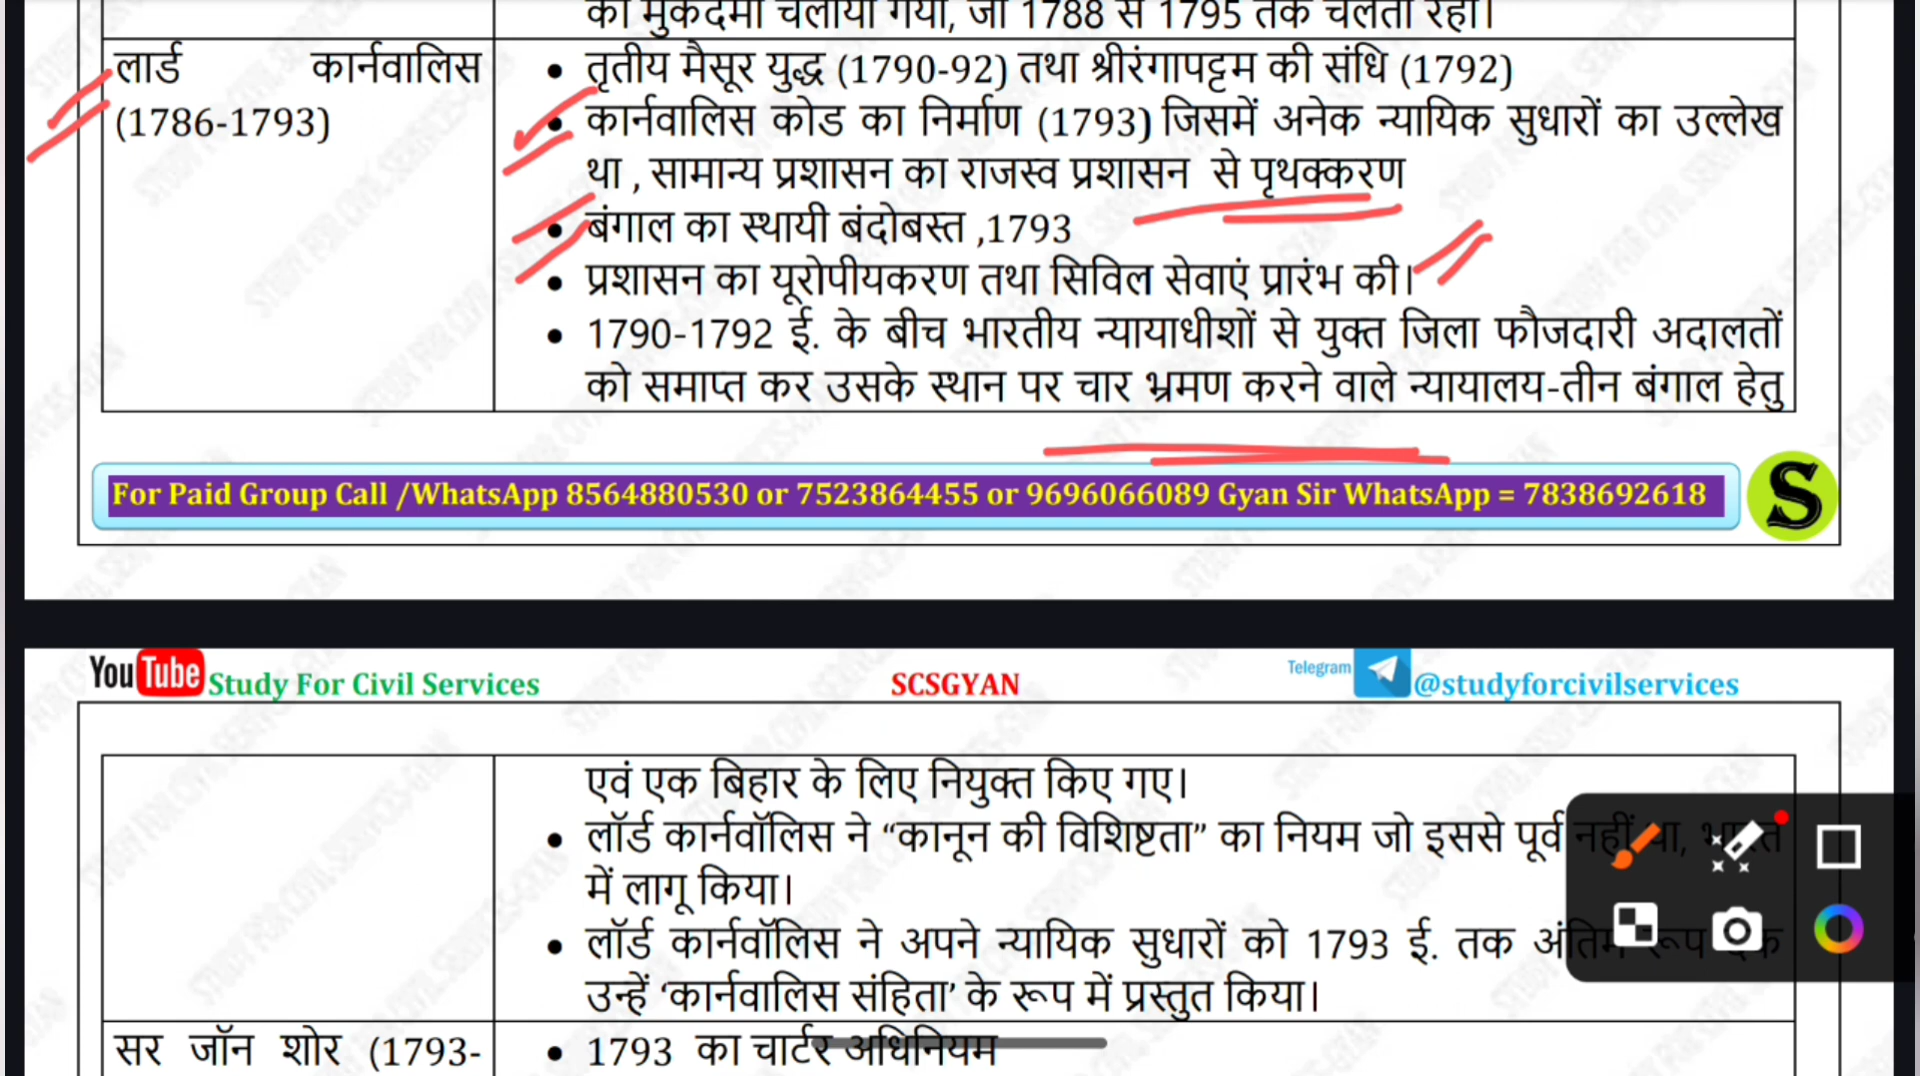 का मुकदमा चलाया गया, जो 1788 से 1795 तक चलता रहा।
लार्ड कार्नवालिस
(1786-1793)
• तृतीय मैसूर युद्ध (1790-92) तथा श्रीरंगापट्टम की संधि (1792)
• कार्नवालिस कोड का निर्माण (1793) जिसमें अनेक न्यायिक सुधारों का उल्लेख
था , सामान्य प्रशासन का राजस्व प्रशासन से पृथक्करण
• बंगाल का स्थायी बंदोबस्त ,1793
• प्रशासन का यूरोपीयकरण तथा सिविल सेवाएं प्रारंभ की।
• 1790-1792 ई. के बीच भारतीय न्यायाधीशों से युक्त जिला फौजदारी अदालतों
को समाप्त कर उसके स्थान पर चार भ्रमण करने वाले न्यायालय-तीन बंगाल हेतु
For Paid Group Call /WhatsApp 8564880530 or 7523864455 or 9696066089 Gyan Sir WhatsApp = 7838692618
S
YouTube Study For Civil Services
SCSGYAN
Telegram @studyforcivilservices
एवं एक बिहार के लिए नियुक्त किए गए।
• लॉर्ड कार्नवॉलिस ने “कानून की विशिष्टता” का नियम जो इससे पूर्व नहीं था, भारत
में लागू किया।
• लॉर्ड कार्नवॉलिस ने अपने न्यायिक सुधारों को 1793 ई. तक अंतिम रूप
उन्हें ‘कार्नवालिस संहिता’ के रूप में प्रस्तुत किया।
सर जॉन शोर (1793-
• 1793 का चार्टर अधिनियम